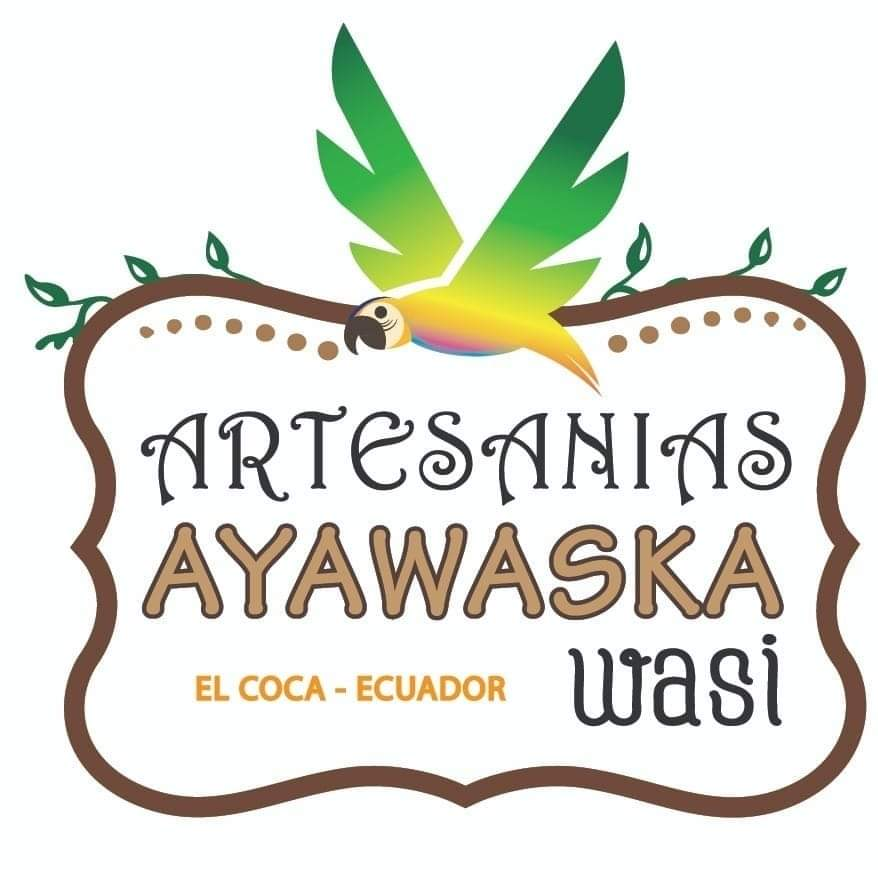 ARTESANIAS
AYAWASKA
wasi
EL COCA - ECUADOR